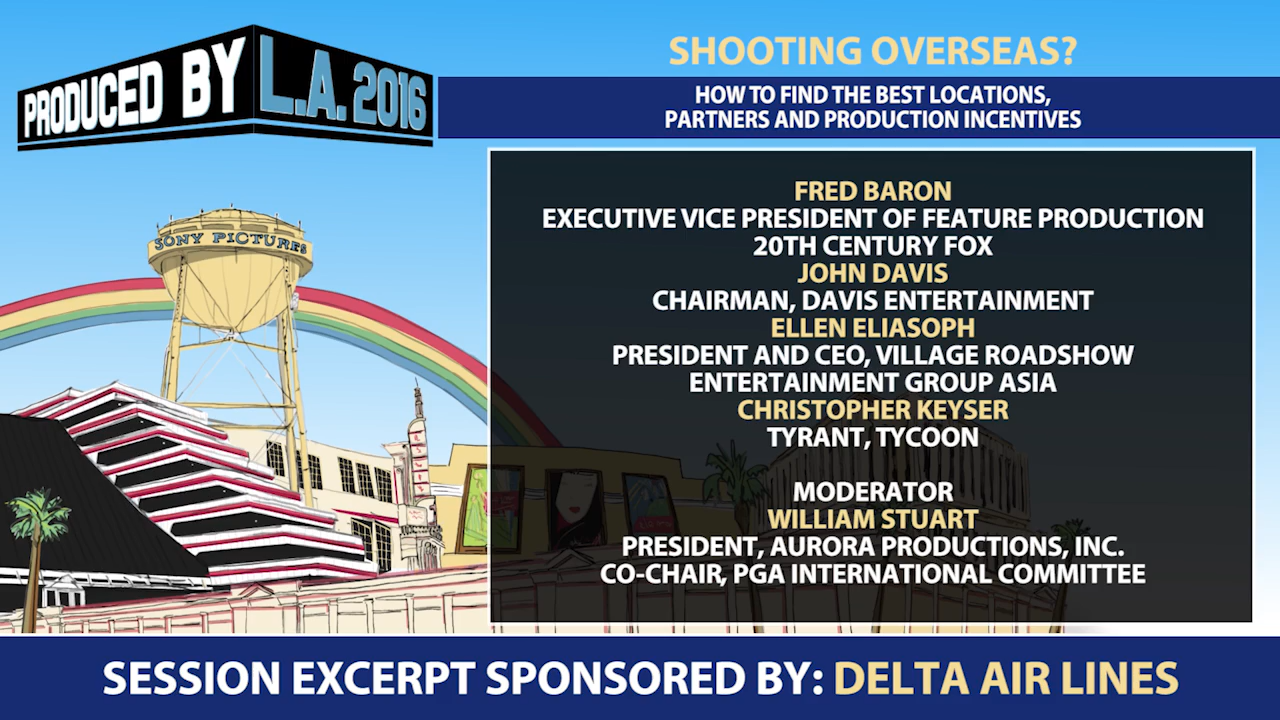 PRODUCED BY L.A. 2016
SHOOTING OVERSEAS?
HOW TO FIND THE BEST LOCATIONS,
PARTNERS AND PRODUCTION INCENTIVES
SONY PICTURES
FRED BARON
EXECUTIVE VICE PRESIDENT OF FEATURE PRODUCTION
20TH CENTURY FOX
JOHN DAVIS
CHAIRMAN, DAVIS ENTERTAINMENT
ELLEN ELIASOPH
PRESIDENT AND CEO, VILLAGE ROADSHOW
ENTERTAINMENT GROUP ASIA
CHRISTOPHER KEYSER
TYRANT, TYCOON
MODERATOR
WILLIAM STUART
PRESIDENT, AURORA PRODUCTIONS, INC.
CO-CHAIR, PGA INTERNATIONAL COMMITTEE
SESSION EXCERPT SPONSORED BY: DELTA AIR LINES